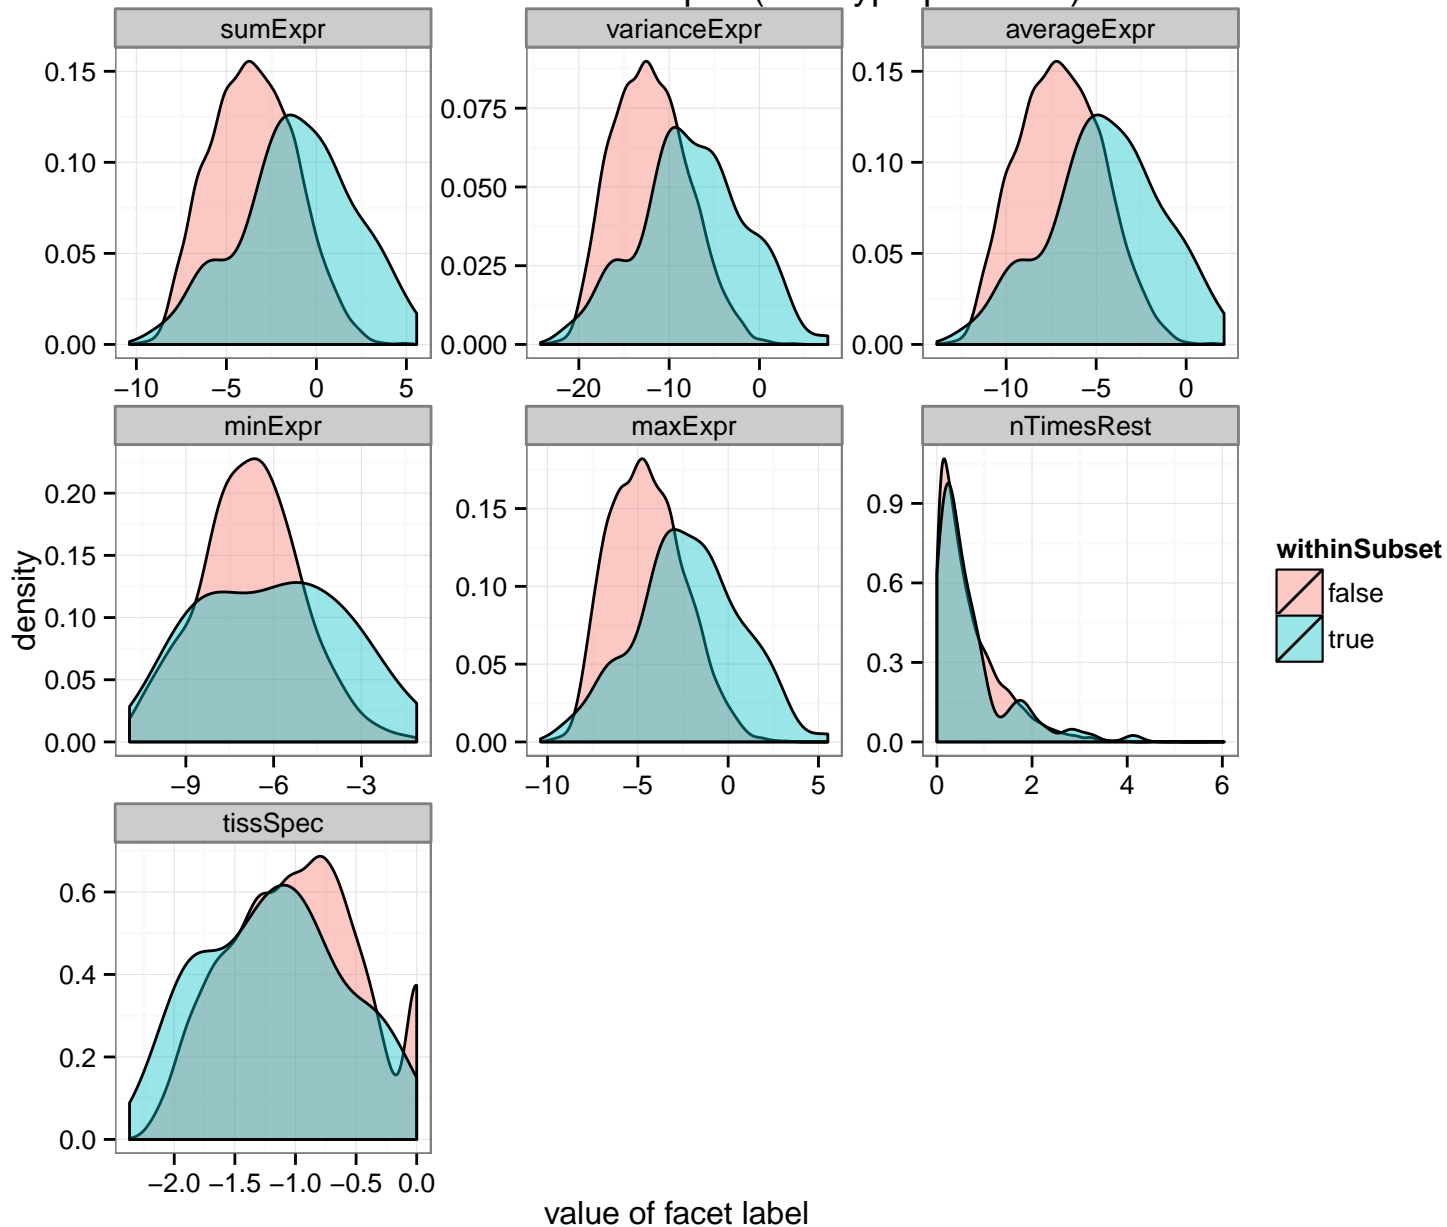 sumExpr varianceExpr averageExpr
0.15 0.10 0.05 0.00
0.075 0.050 0.025 0.000
0.15 0.10 0.05 0.00
−10 −5 0 5
−20 −10 0
−10 −5 0
minExpr maxExpr nTimesRest
0.20 0.15 0.10 0.05 0.00
0.15 0.10 0.05 0.00
0.9 0.6 0.3 0.0
−9 −6 −3
−10 −5 0 5
0 2 4 6
tissSpec
0.6 0.4 0.2 0.0
−2.0 −1.5 −1.0 −0.5 0.0
density
value of facet label
withinSubset
false
true